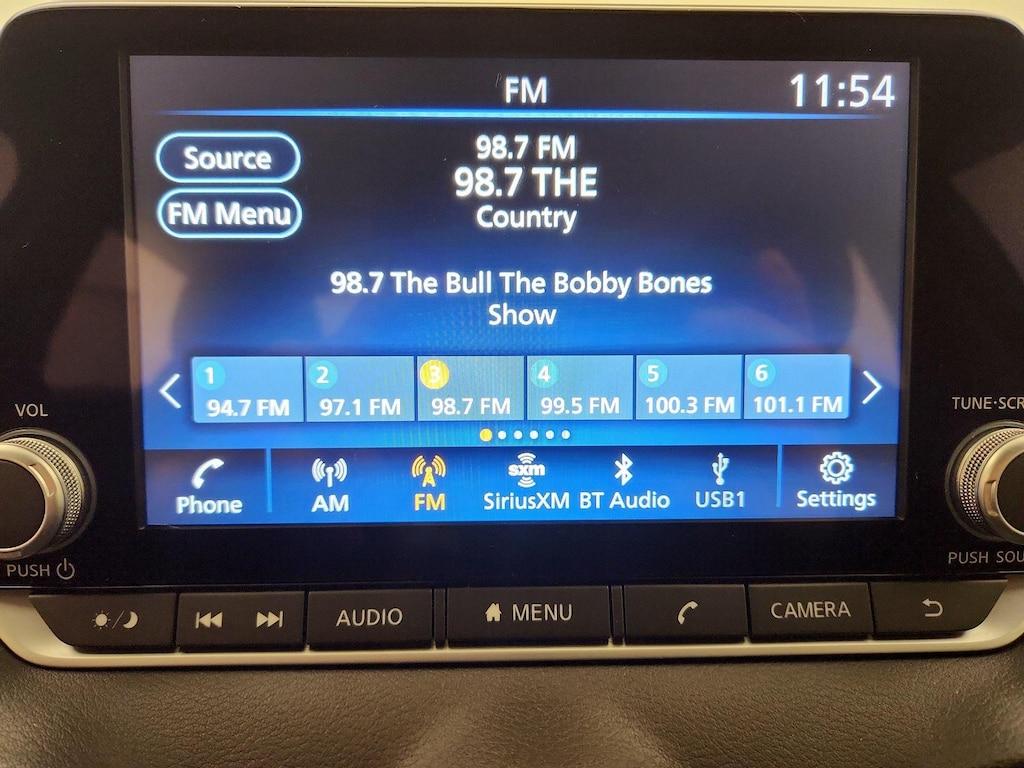 FM
11:54
Source
FM Menu
98.7 FM
98.7 THE
Country
98.7 The Bull The Bobby Bones
Show
1 2 3 4 5 6
94.7 FM 97.1 FM 98.7 FM 99.5 FM 100.3 FM 101.1 FM
VOL
TUNE·SCR
sxm
Phone AM FM SiriusXM BT Audio USB1 Settings
PUSH
PUSH SOU
AUDIO MENU CAMERA